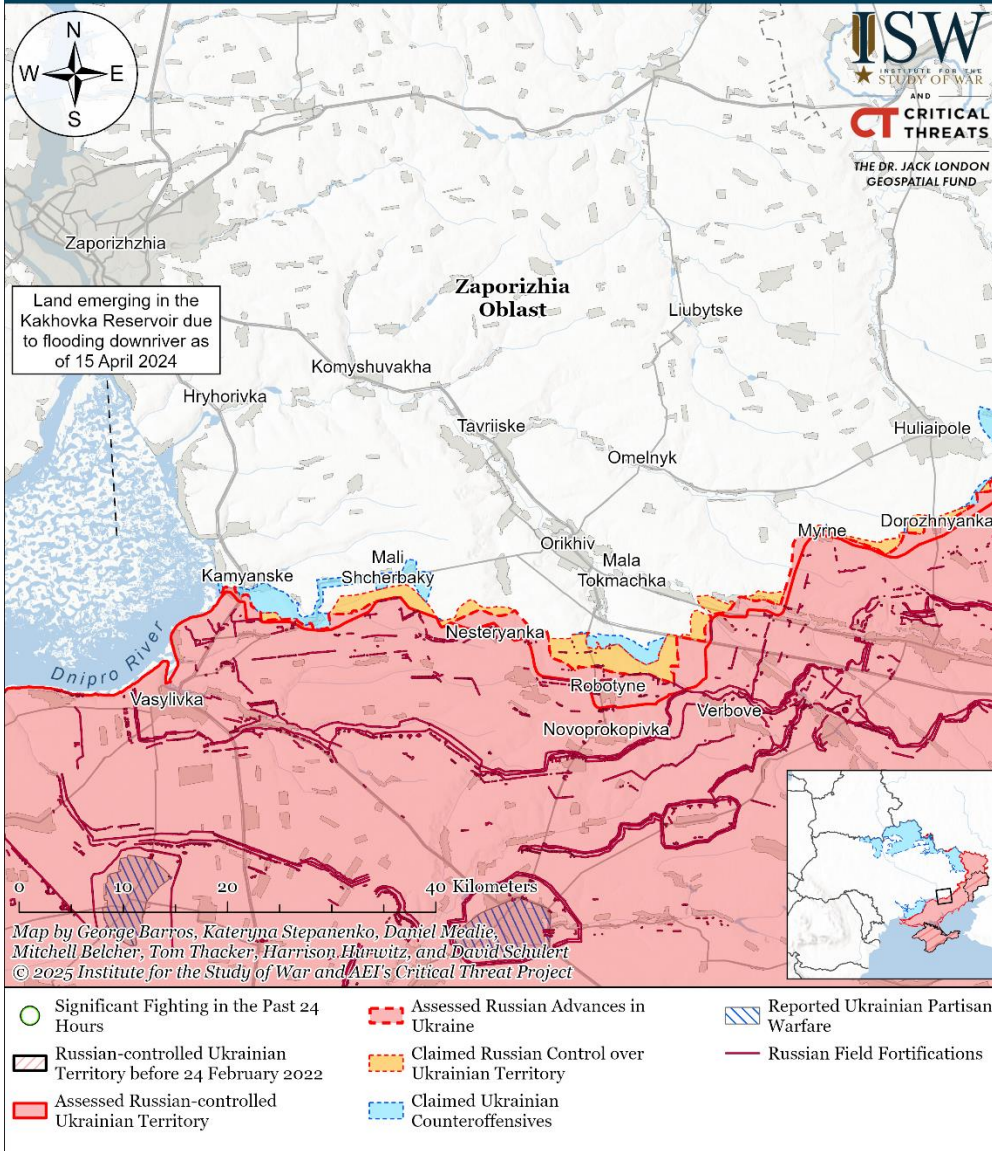 N
W E
S
ISW
INSTITUTE FOR THE
STUDY OF WAR
AND
CT CRITICAL
THREATS
THE DR. JACK LONDON
GEOSPATIAL FUND
Zaporizhzhia
Land emerging in the
Kakhovka Reservoir due
to flooding downriver as
of 15 April 2024
Zaporizhia
Oblast
Liubytske
Komyshuvakha
Hryhorivka
Tavriiske
Huliaipole
Omelnyk
Orikhiv
Myrne
Dorozhnyanka
Mali
Shcherbaky
Mala
Tokmachka
Kamyanske
Nesteryanka
Dnipro River
Robotyne
Vasylivka
Verbove
Novoprokopivka
0 10 20 40 Kilometers
Map by George Barros, Kateryna Stepanenko, Daniel Mealie,
Mitchell Belcher, Tom Thacker, Harrison Hurwitz, and David Schulert
© 2025 Institute for the Study of War and AEI's Critical Threat Project
Significant Fighting in the Past 24
Hours
Russian-controlled Ukrainian
Territory before 24 February 2022
Assessed Russian-controlled
Ukrainian Territory
Assessed Russian Advances in
Ukraine
Claimed Russian Control over
Ukrainian Territory
Claimed Ukrainian
Counteroffensives
Reported Ukrainian Partisan
Warfare
Russian Field Fortifications